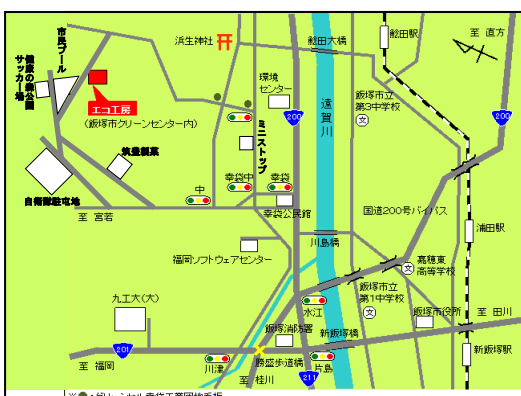 市民プール
健康の森公園
サッカー場
エコ工房
(飯塚市クリーンセンター内)
筑豊製菓
自衛隊駐屯地
至 宮若
浜生神社
環境
センター
ミニストップ
中
幸袋中
幸袋
幸袋公民館
200
遠賀川
鯰田大橋
鯰田駅
至 直方
飯塚市立
第3中学校
文
200
国道200号バイパス
浦田駅
川島橋
嘉穂東
高等学校
文
福岡ソフトウェアセンター
飯塚市立
第1中学校
文
九工大(大)
水江
飯塚市役所
至 田川
飯塚消防署
新飯塚橋
新飯塚駅
201
至 福岡
川津
勝盛歩道橋
片島
至 桂川
211